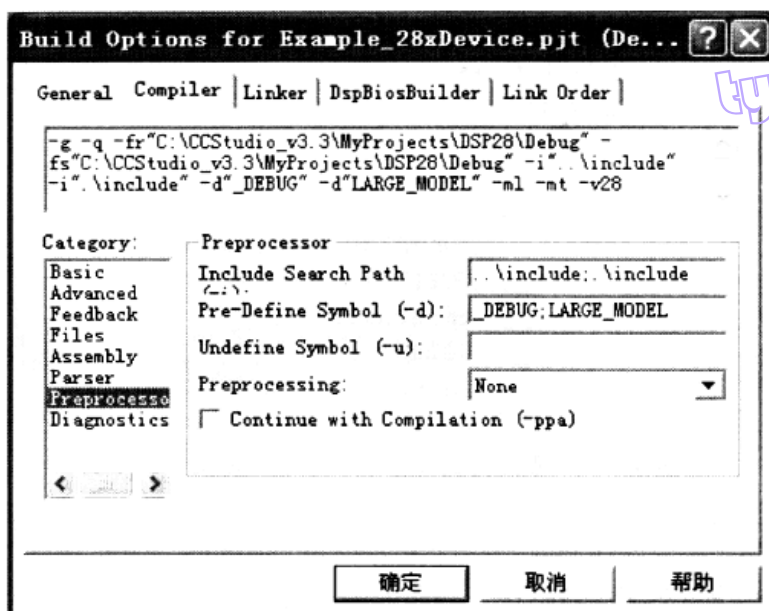 Build Options for Example_28xDevice.pjt (De...
General Compiler Linker DspBiosBuilder Link Order
-g -q -fr"C:\CCStudio_v3.3\MyProjects\DSP28\Debug" -
fs"C:\CCStudio_v3.3\MyProjects\DSP28\Debug" -i"..\include"
-i".\include" -d"_DEBUG" -d"LARGE_MODEL" -ml -mt -v28
Category:
Basic
Advanced
Feedback
Files
Assembly
Parser
Preprocesso
Diagnostics
Preprocessor
Include Search Path
..\include;.\include
Pre-Define Symbol (-d):
_DEBUG;LARGE_MODEL
Undefine Symbol (-u):
Preprocessing:
None
Continue with Compilation (-ppa)
确定 取消 帮助